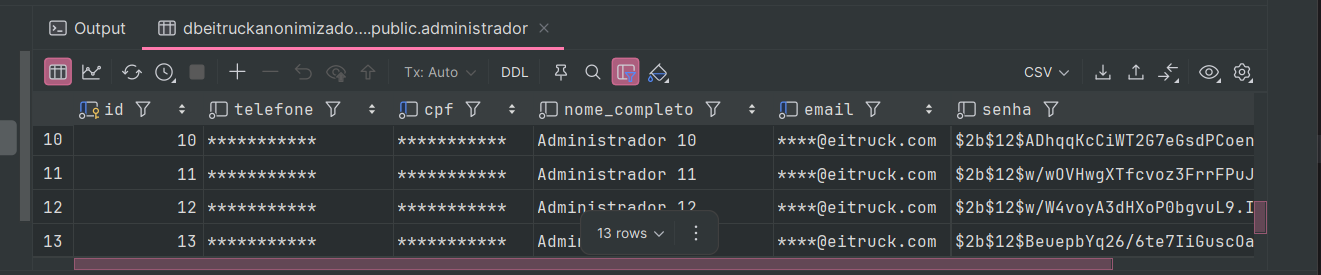 Output dbeitruckanonimizado....public.administrador
Tx: Auto DDL CSV
id telefone cpf nome_completo email senha
10 10 *********** *********** Administrador 10 ****@eitruck.com $2b$12$ADhqqKcCiWT2G7eGsdPCoen
11 11 *********** *********** Administrador 11 ****@eitruck.com $2b$12$w/wOVHwgXTfcvoz3FrrFPuJ
12 12 *********** *********** Administrador 12 ****@eitruck.com $2b$12$w/W4voyA3dHXoP0bgvuL9.I
13 13 *********** *********** Admin ****@eitruck.com $2b$12$BeuepbYq26/6te7IiGuscOa
13 rows